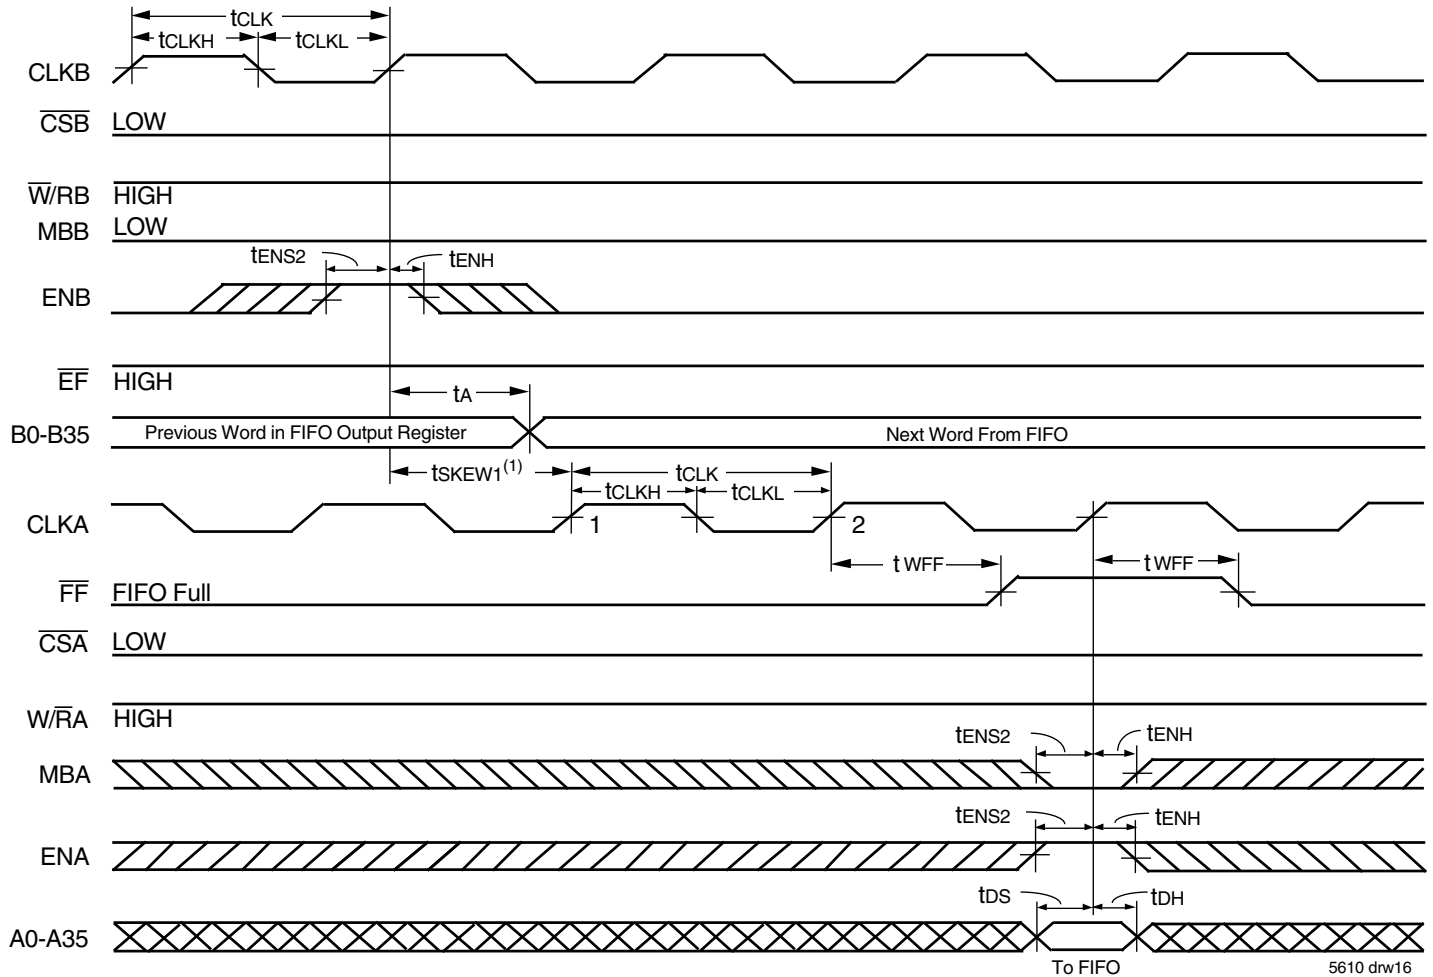 tCLK
tCLKH tCLKL
CLKB
CSB LOW
W/RB HIGH
MBB LOW
tENS2 tENH
ENB
EF HIGH
tA
B0-B35 Previous Word in FIFO Output Register Next Word From FIFO
tSKEW1(1) tCLK
tCLKH tCLKL
CLKA 1 2
tWFF tWFF
FF FIFO Full
CSA LOW
W/RA HIGH
tENS2 tENH
MBA
tENS2 tENH
ENA
tDS tDH
A0-A35
To FIFO 5610 drw16